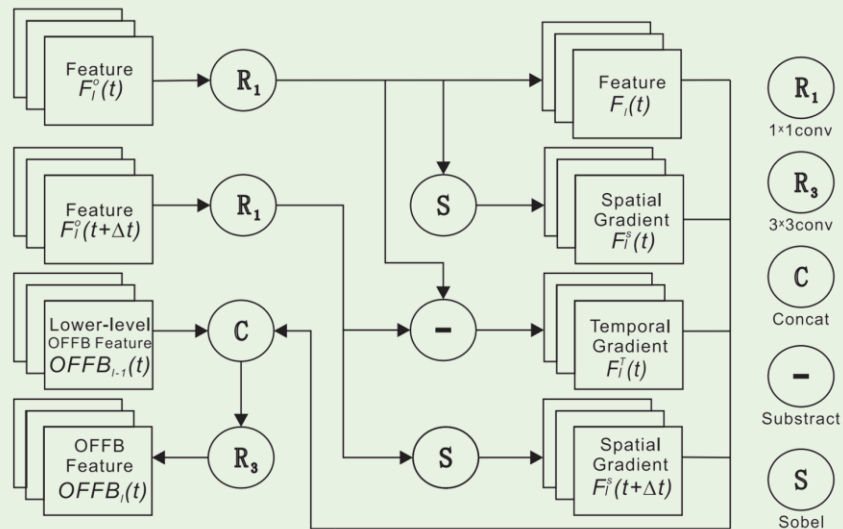 Feature
F_l^o(t)
R₁
Feature
F_l(t)
R₁
1×1conv
Feature
F_l^o(t+Δt)
R₁
S
Spatial
Gradient
F_l^s(t)
R₃
3×3conv
Lower-level
OFFB Feature
OFFB_{l-1}(t)
C
−
Temporal
Gradient
F_l^T(t)
C
Concat
−
Substract
OFFB
Feature
OFFB_l(t)
R₃
S
Spatial
Gradient
F_l^s(t+Δt)
S
Sobel